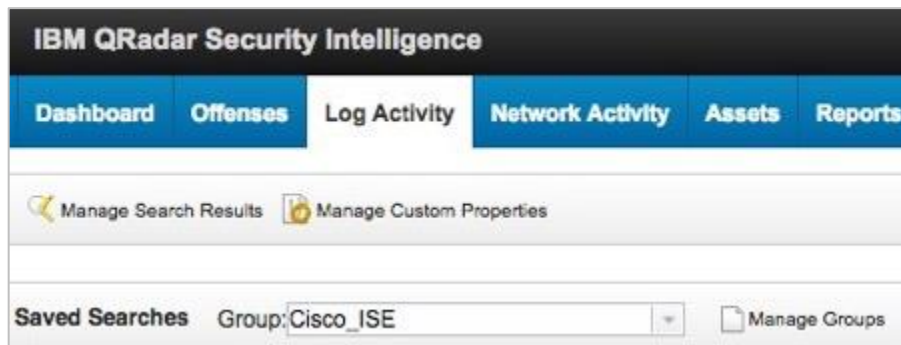 IBM QRadar Security Intelligence
Dashboard Offenses Log Activity Network Activity Assets Reports
Manage Search Results Manage Custom Properties
Saved Searches Group: Cisco_ISE Manage Groups